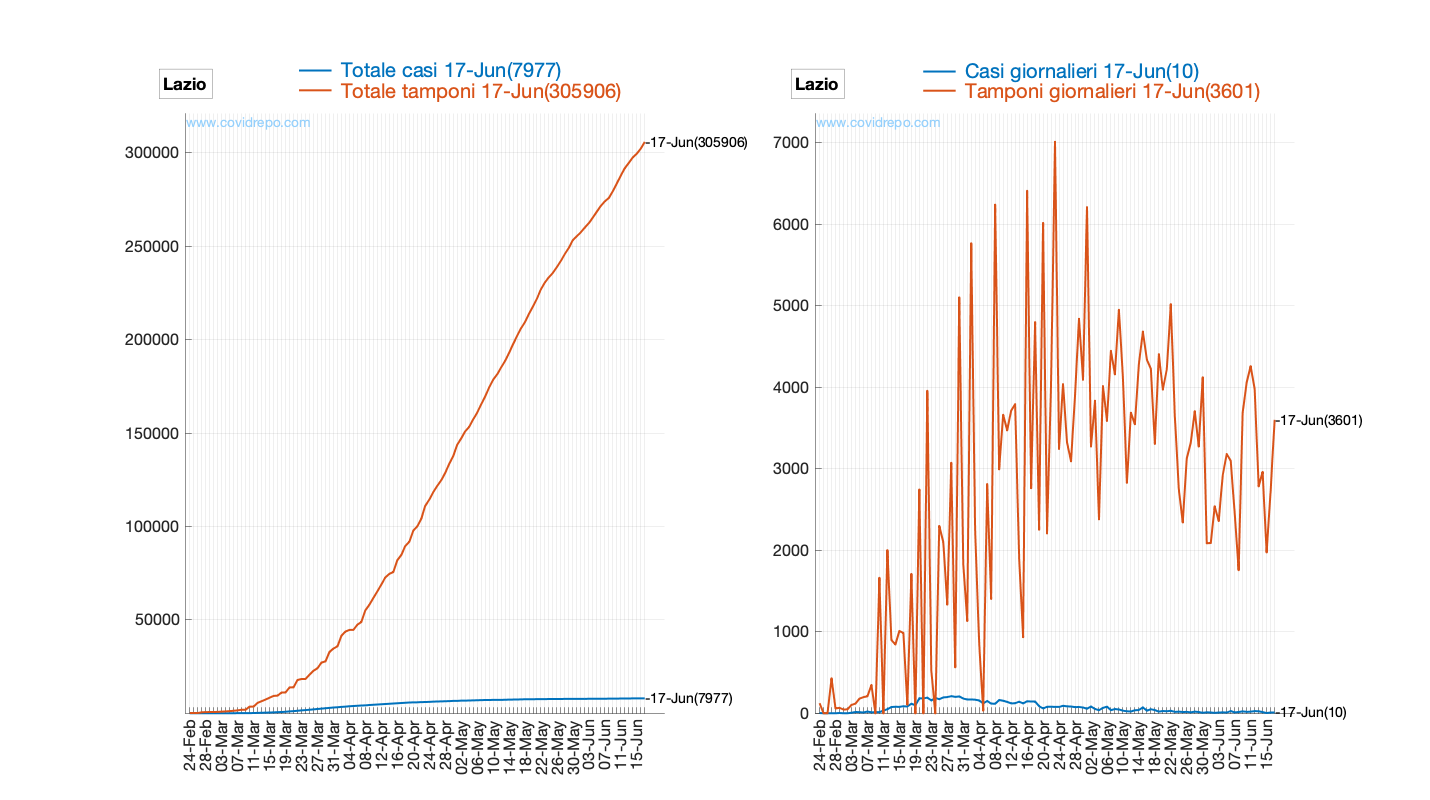 Lazio
Totale casi 17-Jun(7977)
Totale tamponi 17-Jun(305906)
www.covidrepo.com
300000
250000
200000
150000
100000
50000
17-Jun(305906)
17-Jun(7977)
24-Feb
28-Feb
03-Mar
07-Mar
11-Mar
15-Mar
19-Mar
23-Mar
27-Mar
31-Mar
04-Apr
08-Apr
12-Apr
16-Apr
20-Apr
24-Apr
28-Apr
02-May
06-May
10-May
14-May
18-May
22-May
26-May
30-May
03-Jun
07-Jun
11-Jun
15-Jun
Lazio
Casi giornalieri 17-Jun(10)
Tamponi giornalieri 17-Jun(3601)
www.covidrepo.com
7000
6000
5000
4000
3000
2000
1000
0
17-Jun(3601)
17-Jun(10)
24-Feb
28-Feb
03-Mar
07-Mar
11-Mar
15-Mar
19-Mar
23-Mar
27-Mar
31-Mar
04-Apr
08-Apr
12-Apr
16-Apr
20-Apr
24-Apr
28-Apr
02-May
06-May
10-May
14-May
18-May
22-May
26-May
30-May
03-Jun
07-Jun
11-Jun
15-Jun